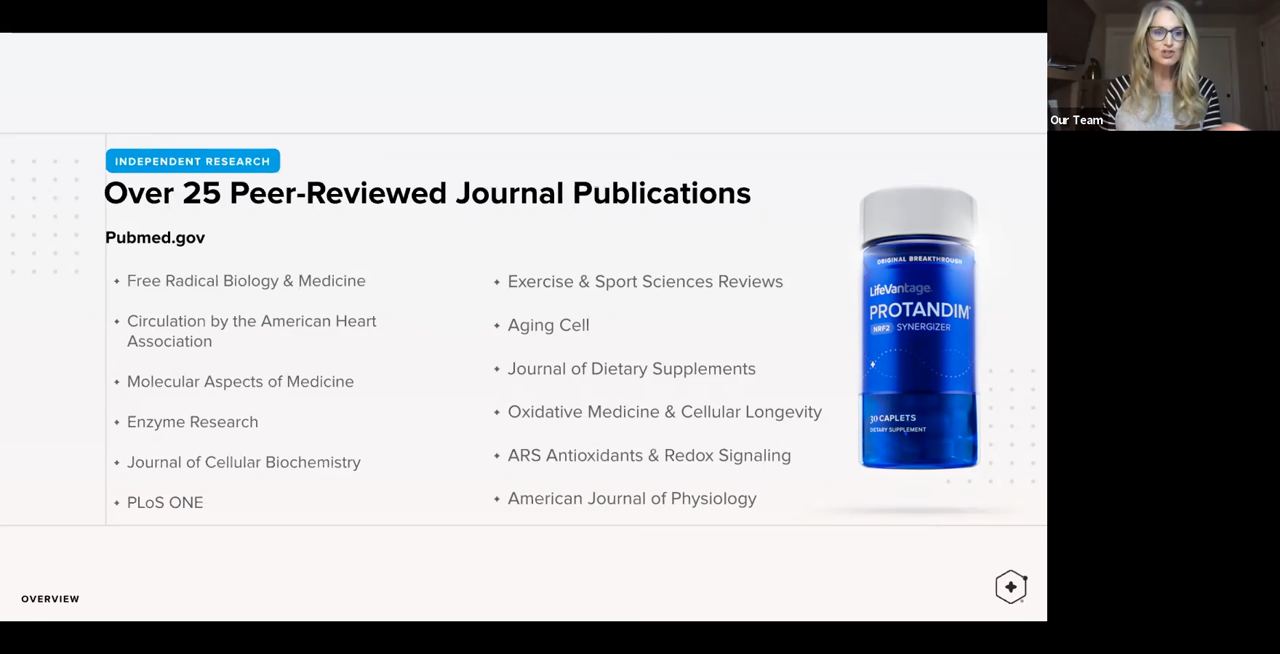 INDEPENDENT RESEARCH
Over 25 Peer-Reviewed Journal Publications
Pubmed.gov
Free Radical Biology & Medicine
Circulation by the American Heart
Association
Molecular Aspects of Medicine
Enzyme Research
Journal of Cellular Biochemistry
PLoS ONE
Exercise & Sport Sciences Reviews
Aging Cell
Journal of Dietary Supplements
Oxidative Medicine & Cellular Longevity
ARS Antioxidants & Redox Signaling
American Journal of Physiology
ORIGINAL BREAKTHROUGH
LifeVantage
PROTANDIM
NRF2 SYNERGIZER
30 CAPLETS
DIETARY SUPPLEMENT
OVERVIEW
Our Team